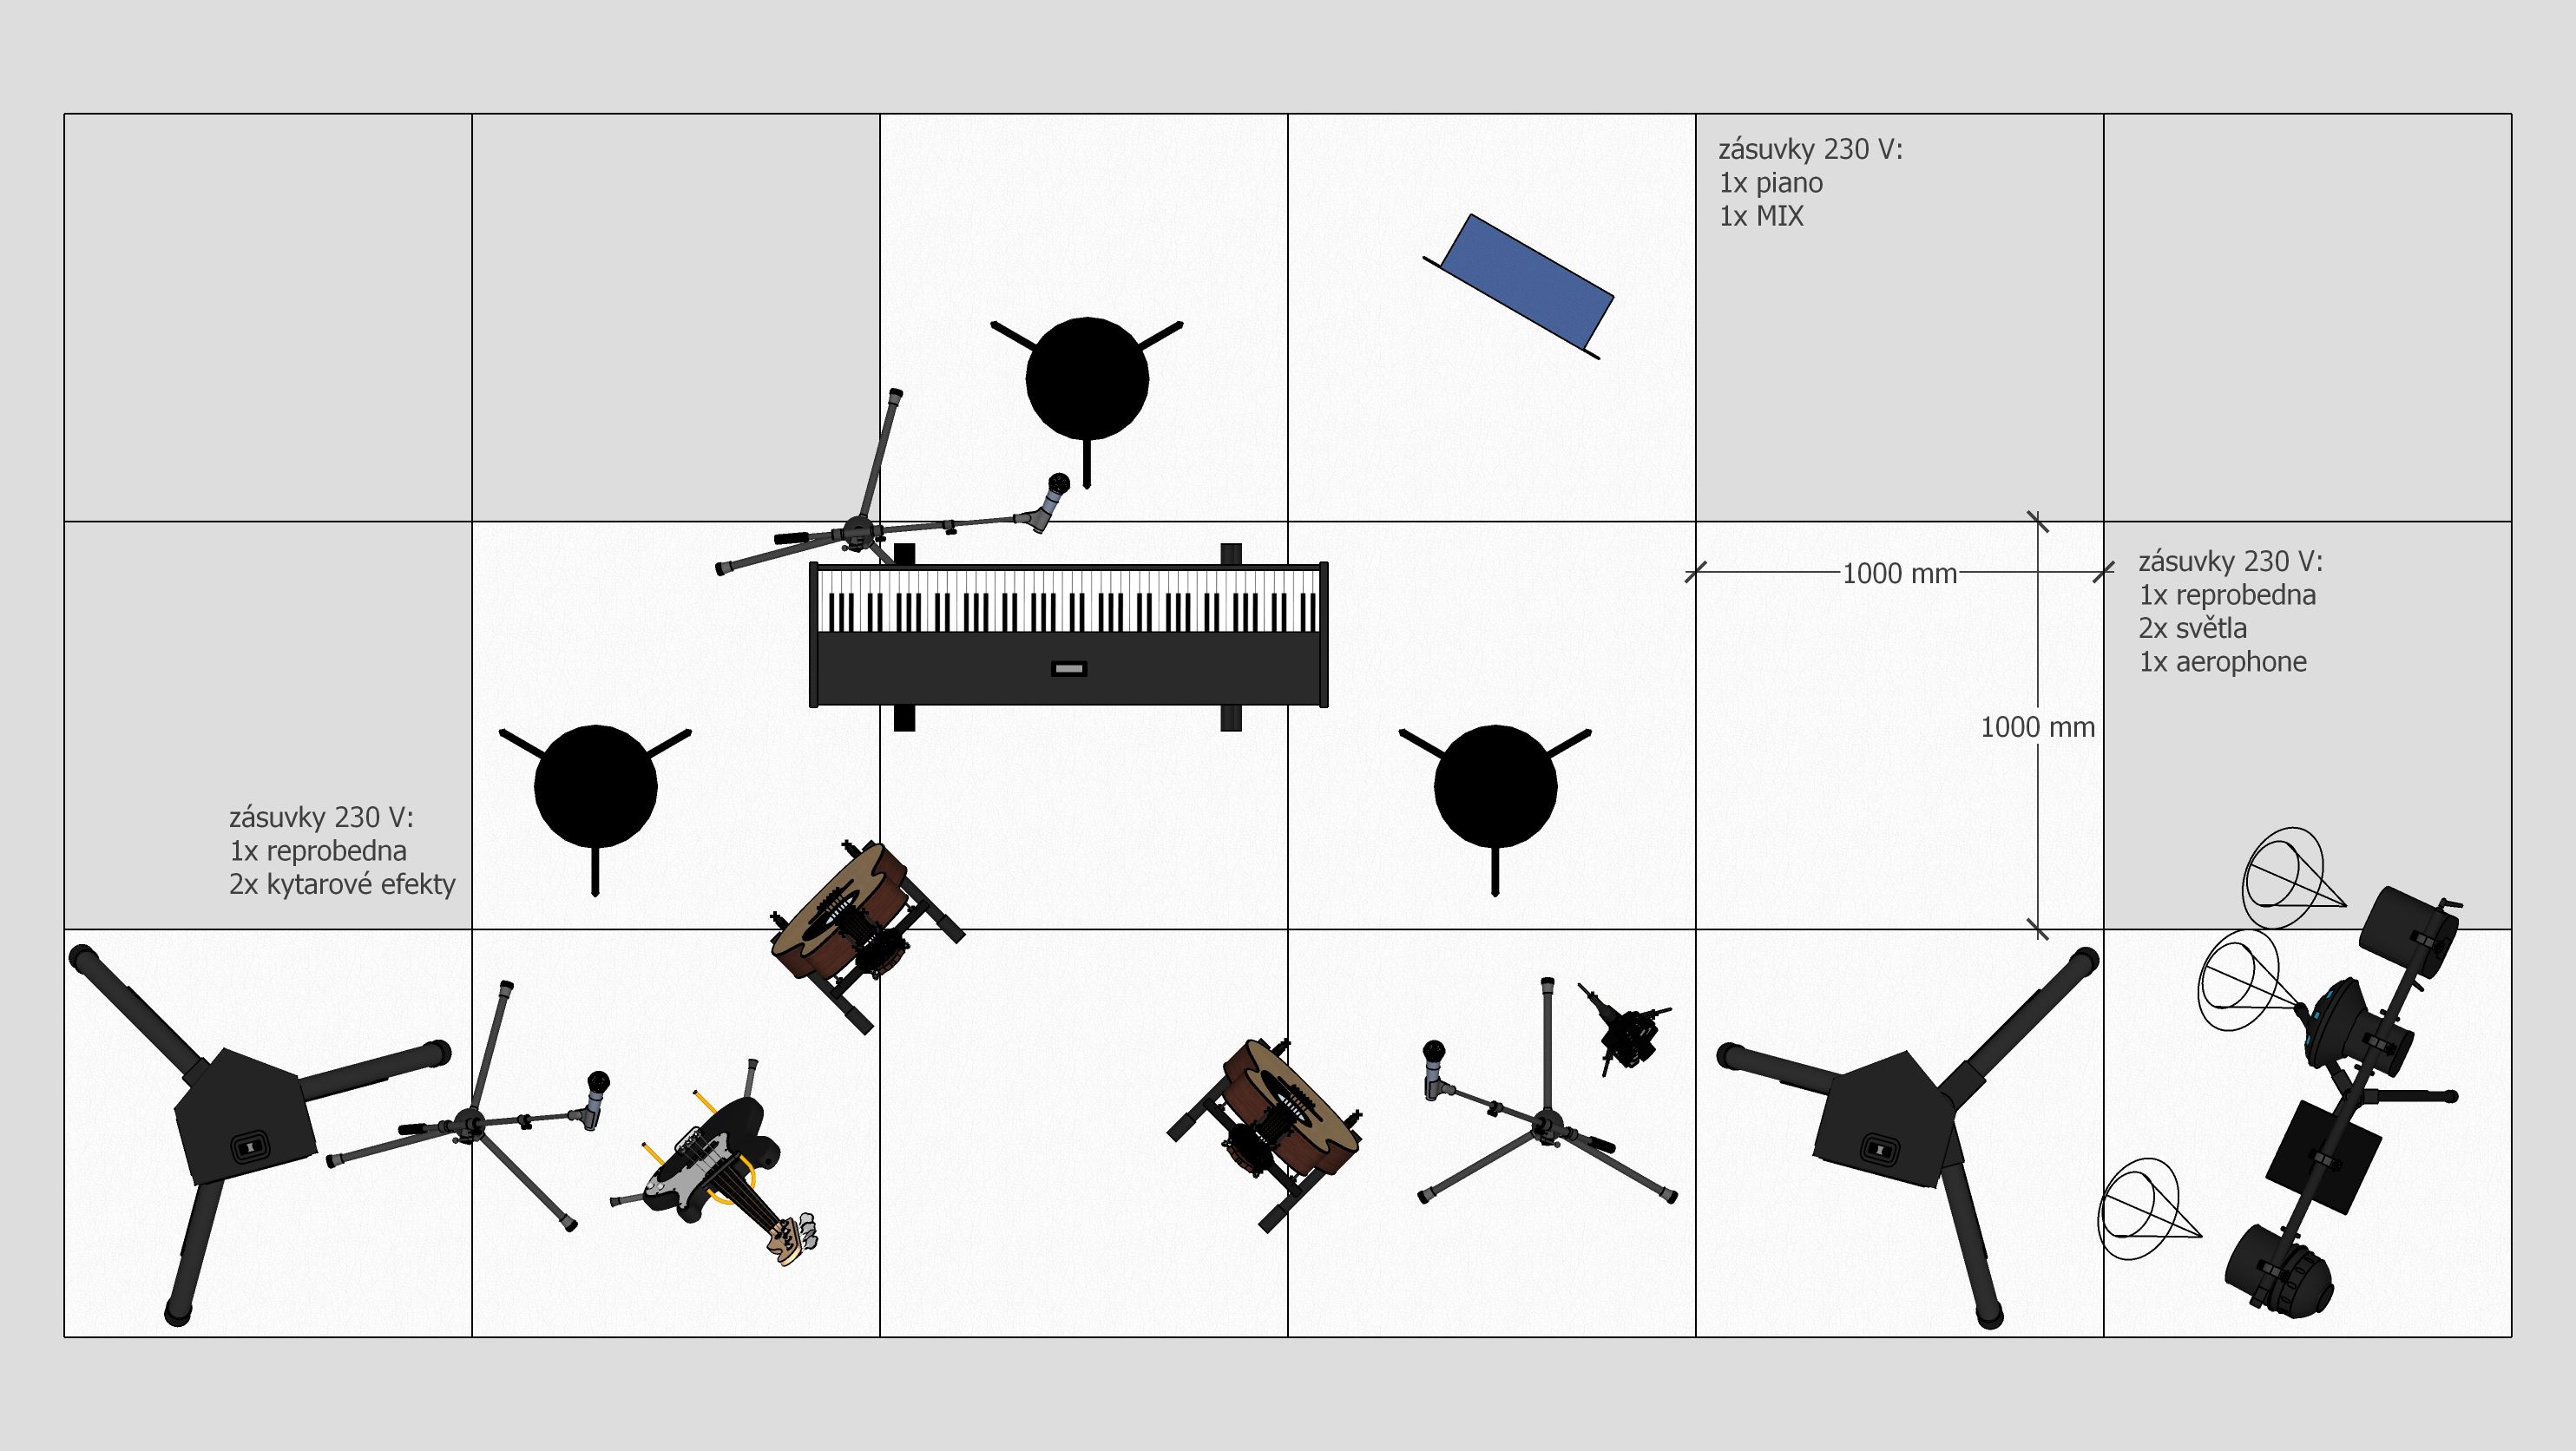 zásuvky 230 V:
1x piano
1x MIX
1000 mm
zásuvky 230 V:
1x reprobedna
2x světla
1x aerophone
1000 mm
zásuvky 230 V:
1x reprobedna
2x kytarové efekty